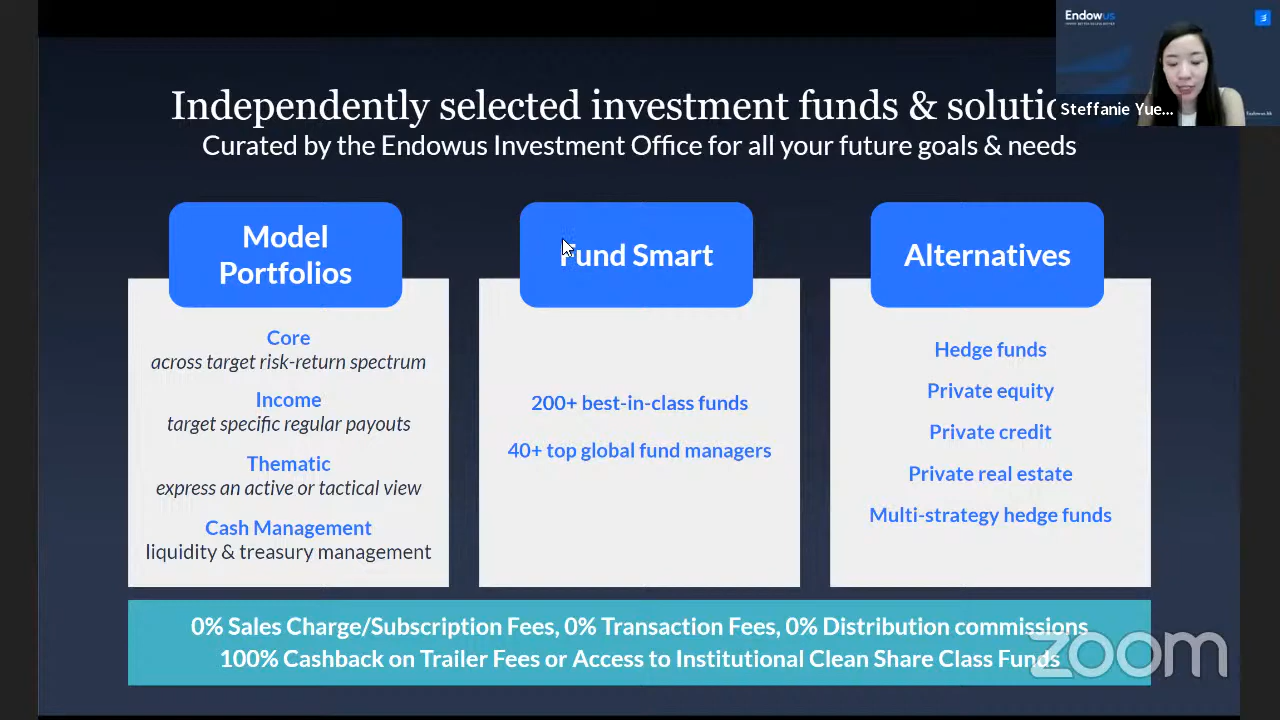 Endowus
Steffanie Yue...
Independently selected investment funds & solutio
Curated by the Endowus Investment Office for all your future goals & needs
Model
Portfolios
Core
across target risk-return spectrum
Income
target specific regular payouts
Thematic
express an active or tactical view
Cash Management
liquidity & treasury management
Fund Smart
200+ best-in-class funds
40+ top global fund managers
Alternatives
Hedge funds
Private equity
Private credit
Private real estate
Multi-strategy hedge funds
0% Sales Charge/Subscription Fees, 0% Transaction Fees, 0% Distribution commissions
100% Cashback on Trailer Fees or Access to Institutional Clean Share Class Funds
zoom